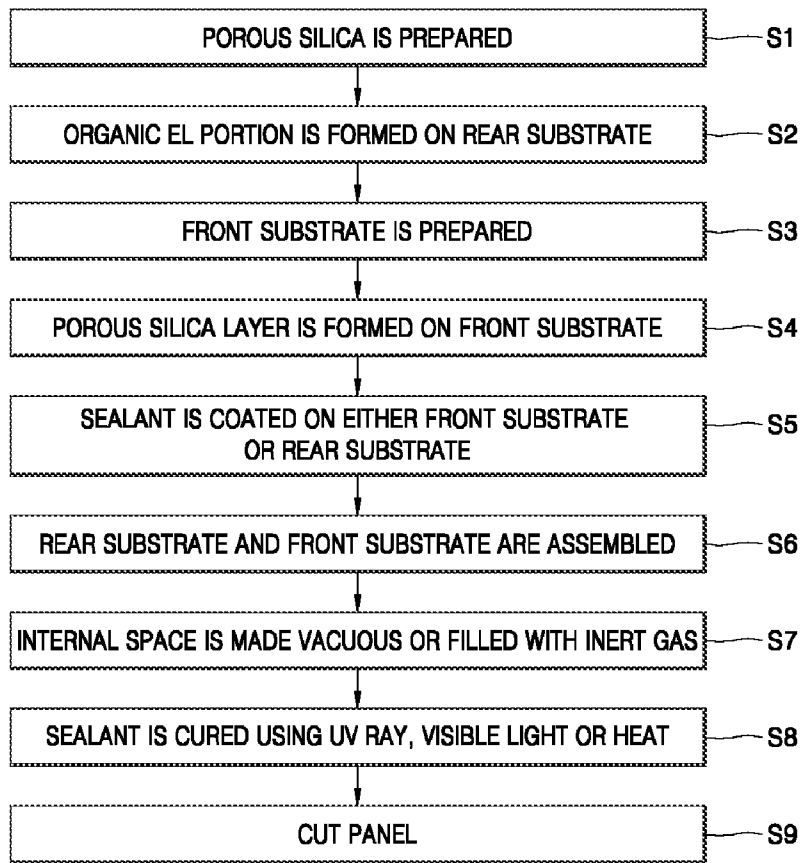 POROUS SILICA IS PREPARED S1
ORGANIC EL PORTION IS FORMED ON REAR SUBSTRATE S2
FRONT SUBSTRATE IS PREPARED S3
POROUS SILICA LAYER IS FORMED ON FRONT SUBSTRATE S4
SEALANT IS COATED ON EITHER FRONT SUBSTRATE S5
OR REAR SUBSTRATE
REAR SUBSTRATE AND FRONT SUBSTRATE ARE ASSEMBLED S6
INTERNAL SPACE IS MADE VACUOUS OR FILLED WITH INERT GAS S7
SEALANT IS CURED USING UV RAY, VISIBLE LIGHT OR HEAT S8
CUT PANEL S9